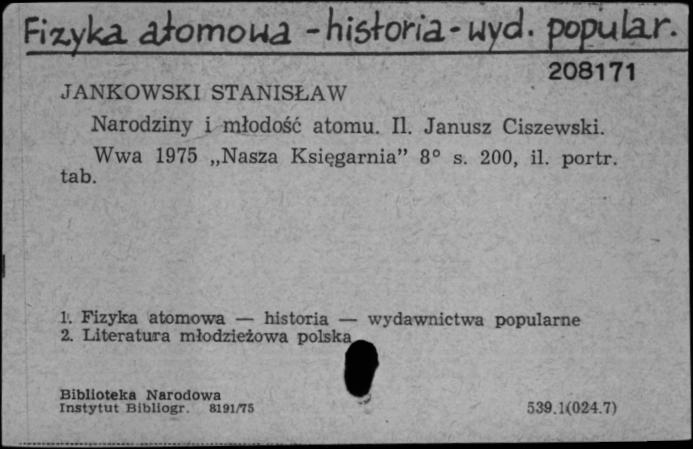 Fizyka atomowa - historia - wyd. popular.
208171
JANKOWSKI STANISŁAW
Narodziny i młodość atomu. Il. Janusz Ciszewski.
Wwa 1975 „Nasza Księgarnia” 8° s. 200, il. portr.
tab.
1. Fizyka atomowa — historia — wydawnictwa popularne
2. Literatura młodzieżowa polska
Biblioteka Narodowa
Instytut Bibliogr. 8191/75
539.1(024.7)